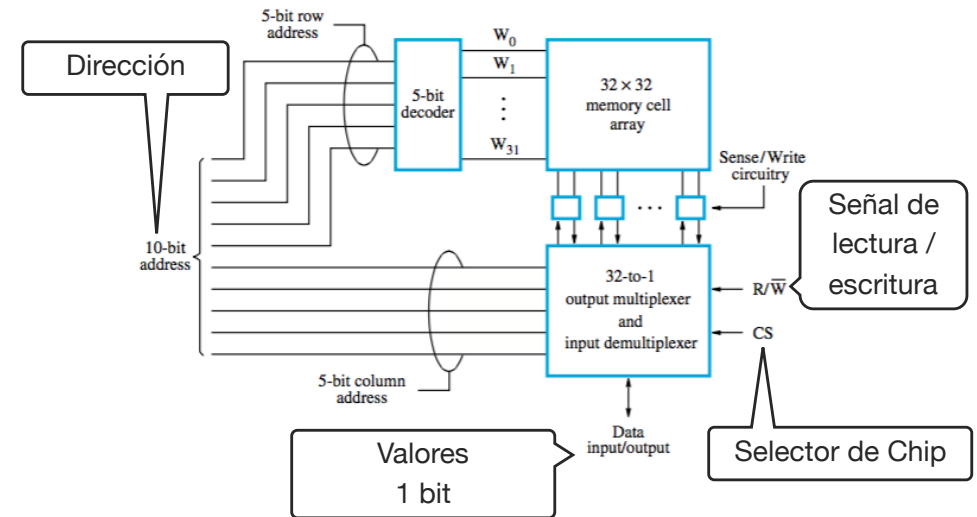 5-bit row
address
Dirección
5-bit
decoder
W0
W1
W31
32 × 32
memory cell
array
Sense/Write
circuitry
Señal de
lectura /
escritura
10-bit
address
32-to-1
output multiplexer
and
input demultiplexer
R/W̅
CS
5-bit column
address
Data
input/output
Valores
1 bit
Selector de Chip